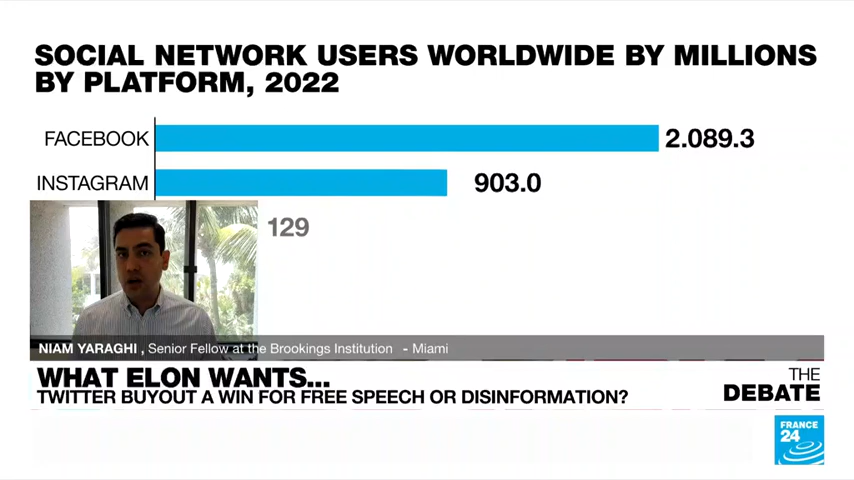 SOCIAL NETWORK USERS WORLDWIDE BY MILLIONS
BY PLATFORM, 2022
FACEBOOK 2.089.3
INSTAGRAM 903.0
129
NIAM YARAGHI , Senior Fellow at the Brookings Institution - Miami
WHAT ELON WANTS...
TWITTER BUYOUT A WIN FOR FREE SPEECH OR DISINFORMATION?
THE
DEBATE
FRANCE
24